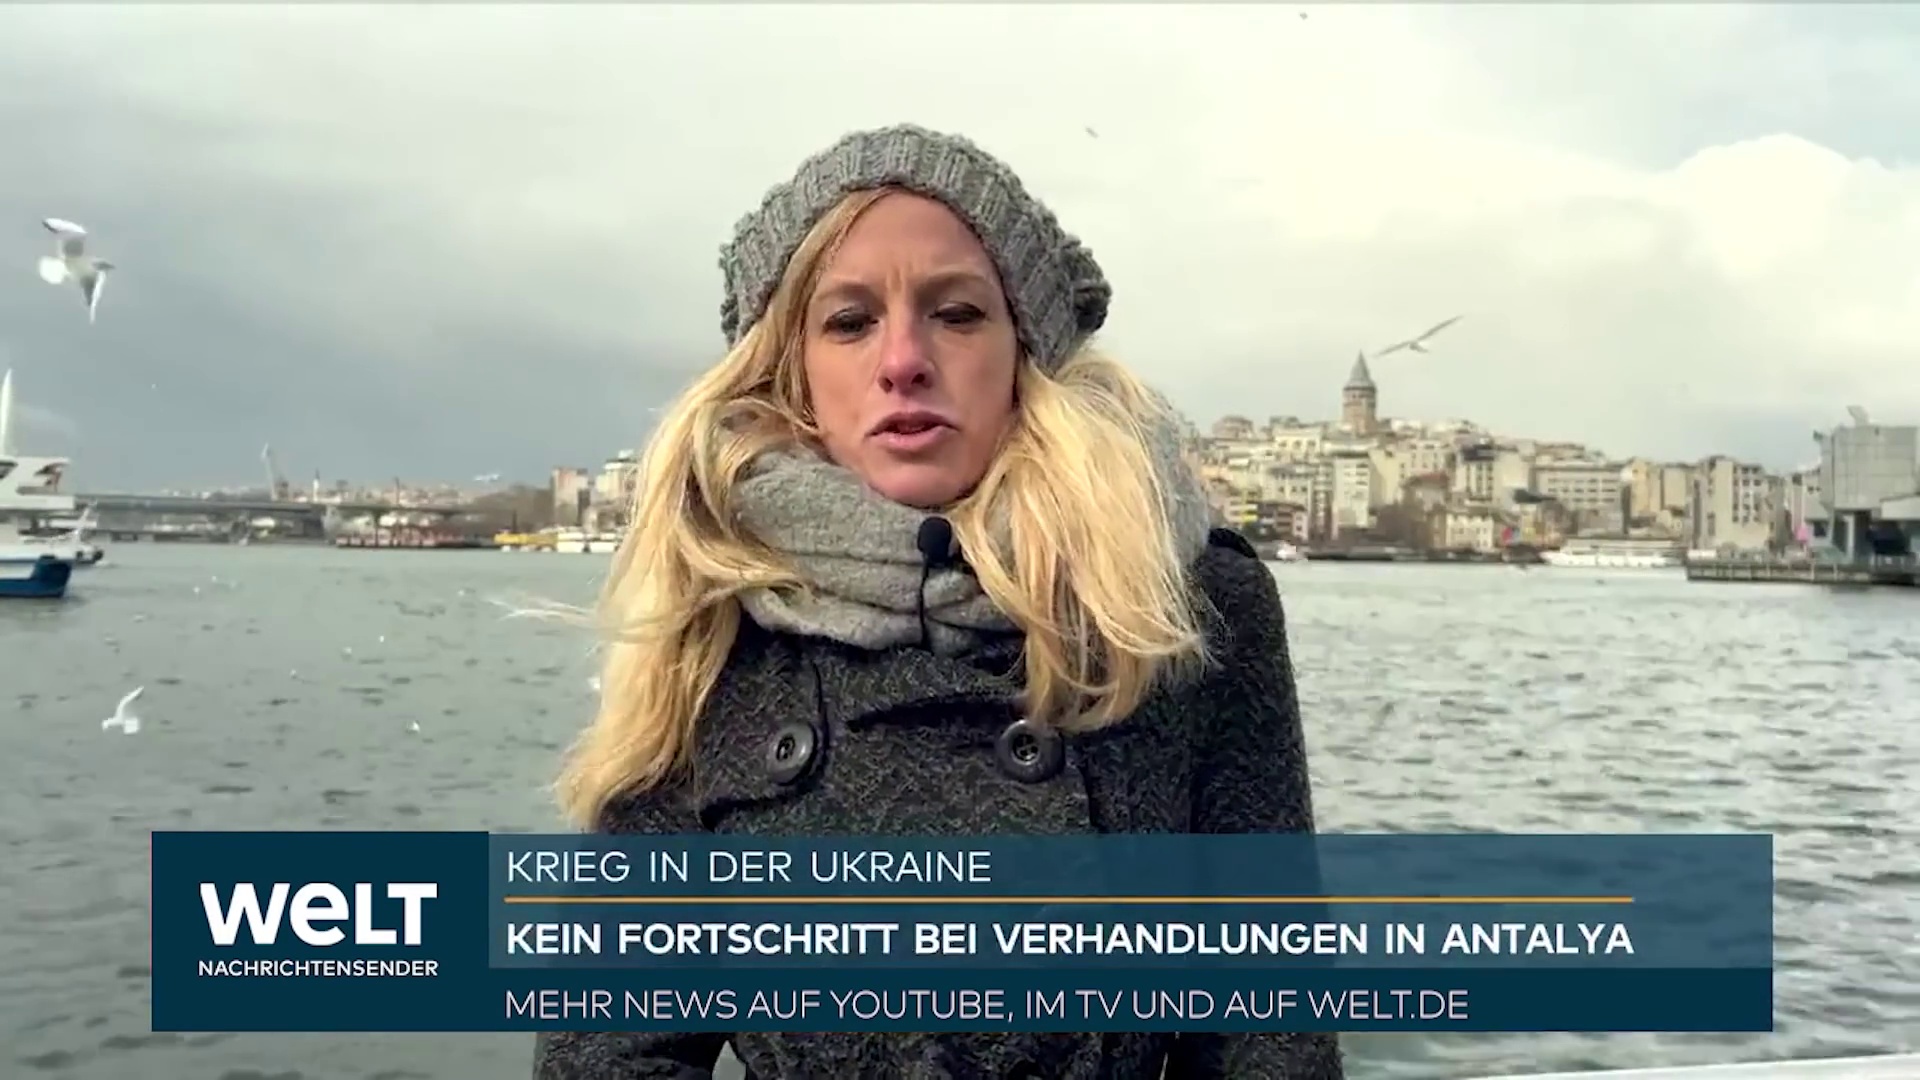 KRIEG IN DER UKRAINE
WELT
KEIN FORTSCHRITT BEI VERHANDLUNGEN IN ANTALYA
NACHRICHTENSENDER
MEHR NEWS AUF YOUTUBE, IM TV UND AUF WELT.DE